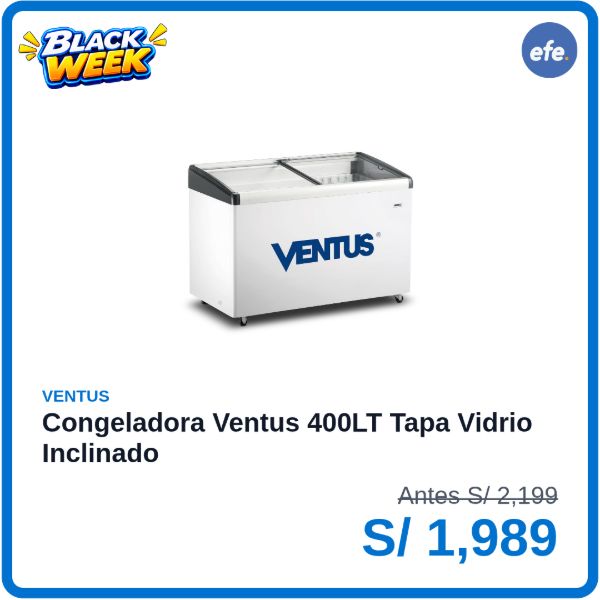 BLACK
WEEK
efe.
VENTUS®
VENTUS
Congeladora Ventus 400LT Tapa Vidrio
Inclinado
Antes S/ 2,199
S/ 1,989